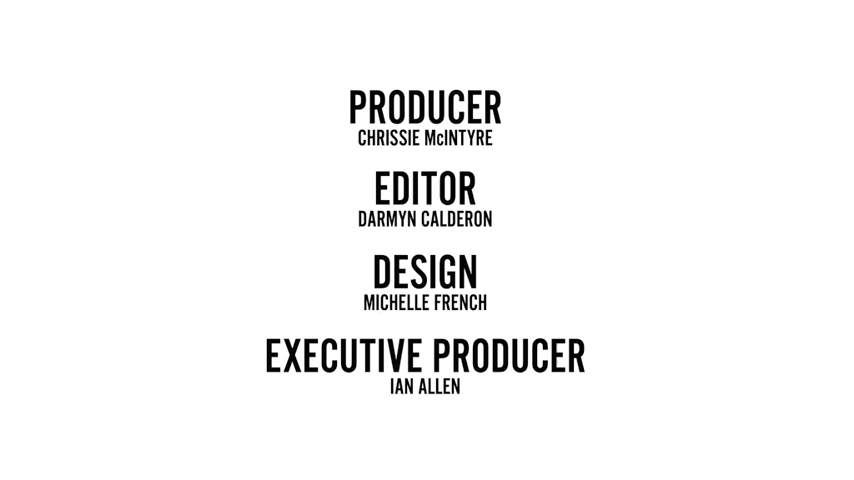 PRODUCER
CHRISSIE McINTYRE
EDITOR
DARMYN CALDERON
DESIGN
MICHELLE FRENCH
EXECUTIVE PRODUCER
IAN ALLEN